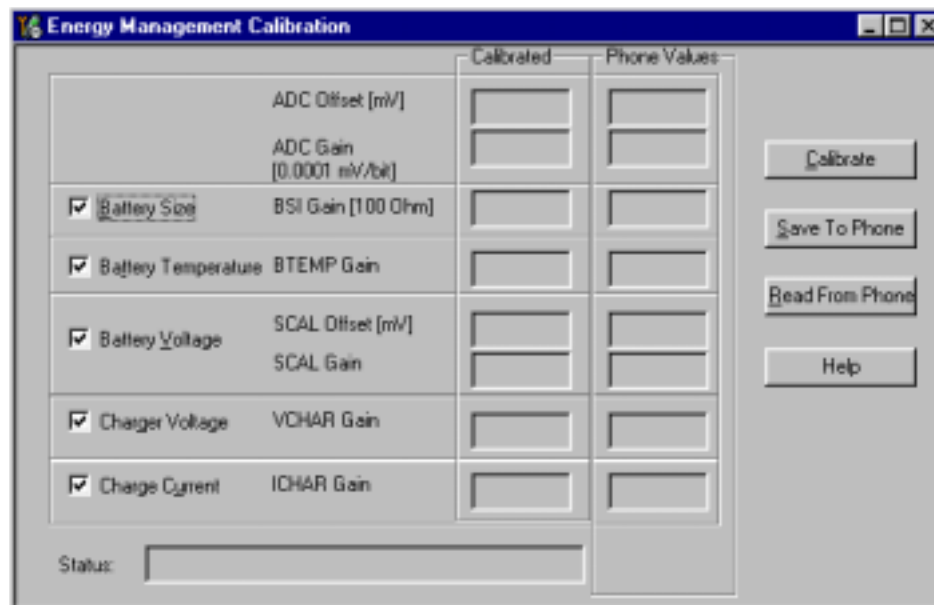 Energy Management Calibration
Calibrated Phone Values
ADC Offset [mV]
ADC Gain
[0.0001 mV/bit]
Calibrate
Battery Size BSI Gain [100 Ohm]
Save To Phone
Battery Temperature BTEMP Gain
Read From Phone
SCAL Offset [mV]
Battery Voltage
SCAL Gain
Help
Charger Voltage VCHAR Gain
Charge Current ICHAR Gain
Status: